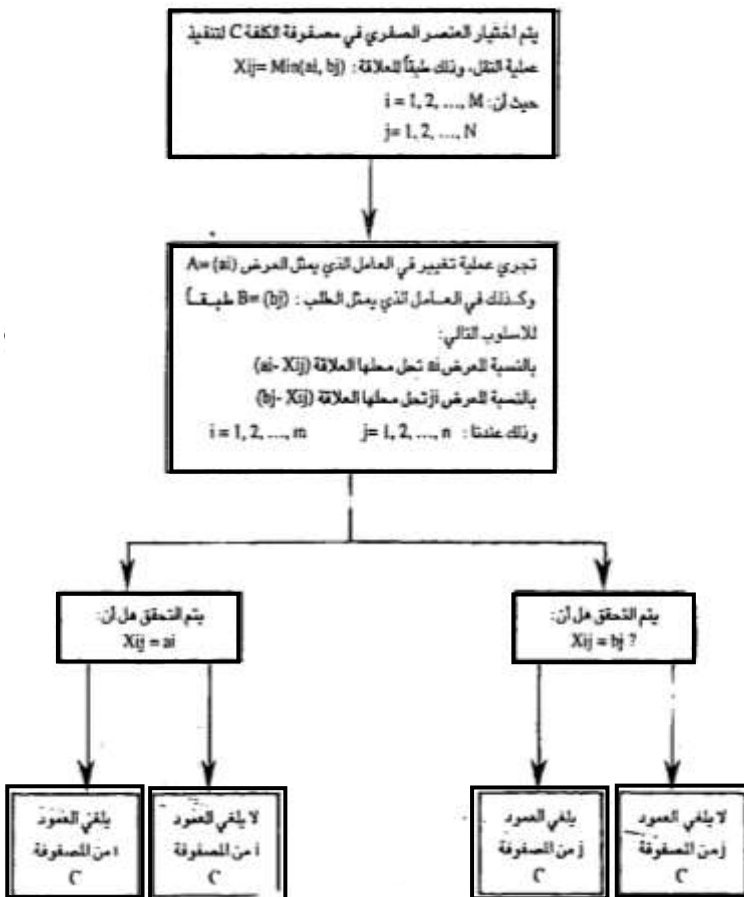 يتم اختيار العنصر الصفري في مصفوفة الكلفة C لتنفيذ
عملية النقل، وذلك طبقاً للعلاقة: Xij= Min(ai, bj)
حيث أن: i = 1, 2, ..., M
j= 1, 2, ..., N
تجري عملية تغيير في العامل الذي يمثل العرض A= (ai)
وكذلك في العامل الذي يمثل الطلب: B= (bj) طبقاً
للاسلوب التالي:
بالنسبة للعرض ai تحل محلها العلاقة (ai- Xij)
بالنسبة للعرض ji تحل محلها العلاقة (bj- Xij)
وذلك عندنا: j= 1, 2, ..., n i = 1, 2, ..., m
يتم التحقق هل أن:
Xij = bj ?
يتم التحقق هل أن:
Xij = ai
لا يلغي العمود
j من المصفوفة
C
يلغي العمود
j من المصفوفة
C
لا يلغي العمود
i من المصفوفة
C
يلغي العمود
i من المصفوفة
C